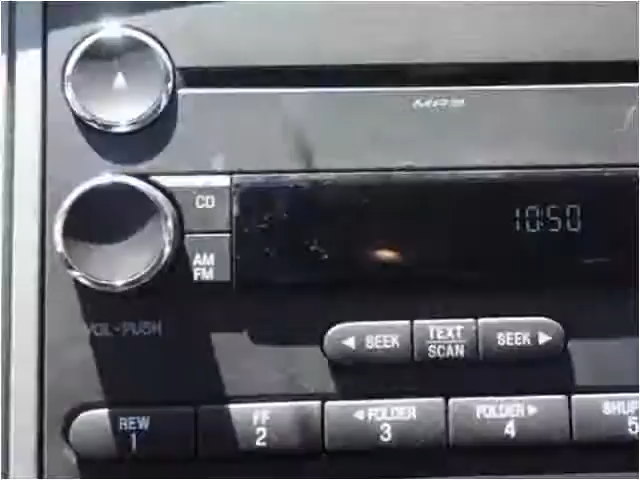 MP3
CD
10:50
AM
FM
VOL-PUSH
◄ SEEK
TEXT
SCAN
SEEK ►
REW
1
FF
2
◄ FOLDER
3
FOLDER ►
4
SHUF
5